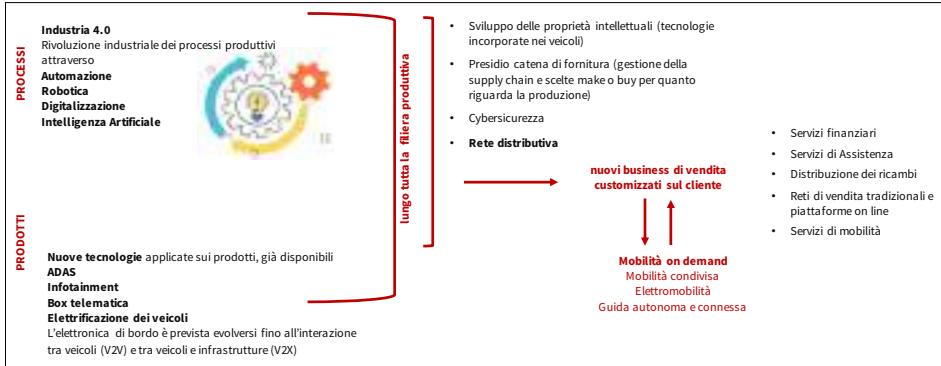 PROCESSI
Industria 4.0
Rivoluzione industriale dei processi produttivi
attraverso
Automazione
Robotica
Digitalizzazione
Intelligenza Artificiale
PRODOTTI
Nuove tecnologie applicate sui prodotti, già disponibili
ADAS
Infotainment
Box telematica
Elettrificazione dei veicoli
L'elettronica di bordo è prevista evolversi fino all'interazione
tra veicoli (V2V) e tra veicoli e infrastrutture (V2X)
lungo tutta la filiera produttiva
• Sviluppo delle proprietà intellettuali (tecnologie
incorporate nei veicoli)
• Presidio catena di fornitura (gestione della
supply chain e scelte make o buy per quanto
riguarda la produzione)
• Cybersicurezza
• Rete distributiva
nuovi business di vendita
customizzati sul cliente
Mobilità on demand
Mobilità condivisa
Elettromobilità
Guida autonoma e connessa
• Servizi finanziari
• Servizi di Assistenza
• Distribuzione dei ricambi
• Reti di vendita tradizionali e
piattaforme on line
• Servizi di mobilità